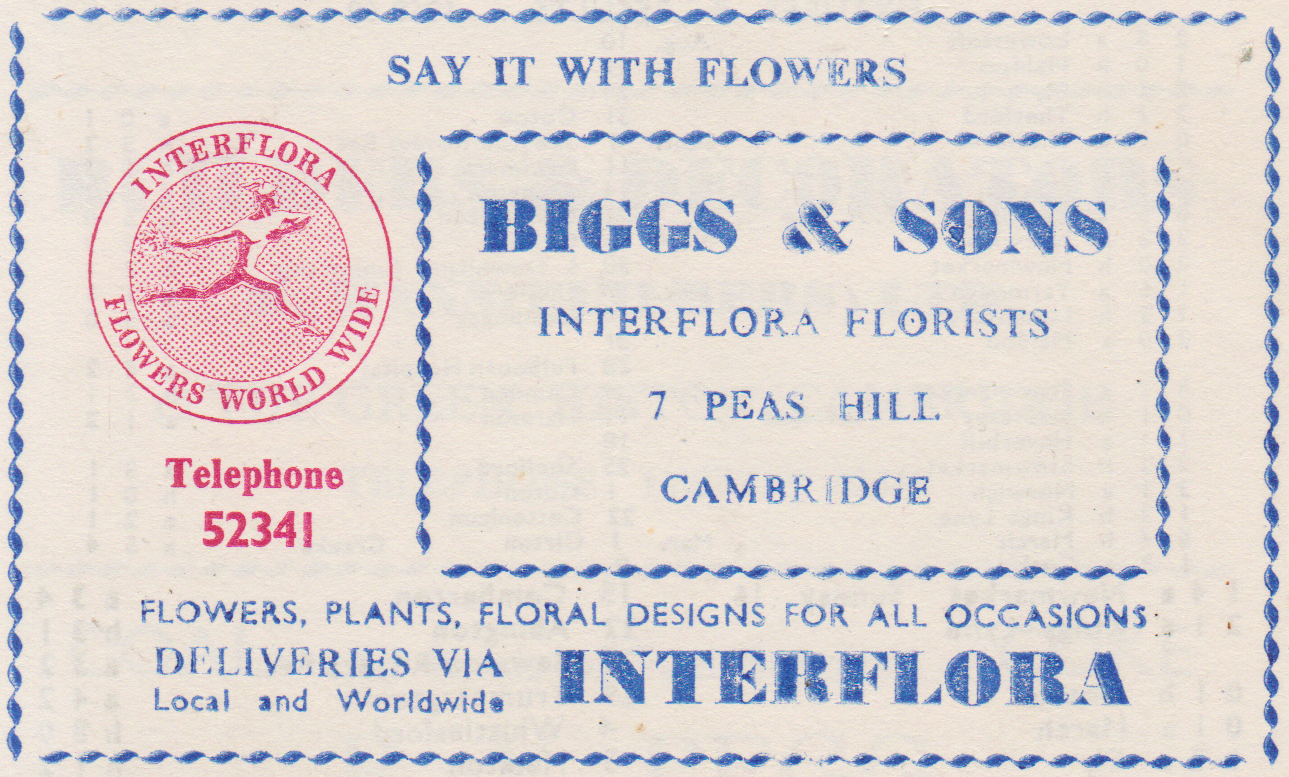 SAY IT WITH FLOWERS
INTERFLORA
FLOWERS WORLD WIDE
Telephone
52341
BIGGS & SONS
INTERFLORA FLORISTS
7 PEAS HILL
CAMBRIDGE
FLOWERS, PLANTS, FLORAL DESIGNS FOR ALL OCCASIONS
DELIVERIES VIA INTERFLORA
Local and Worldwide